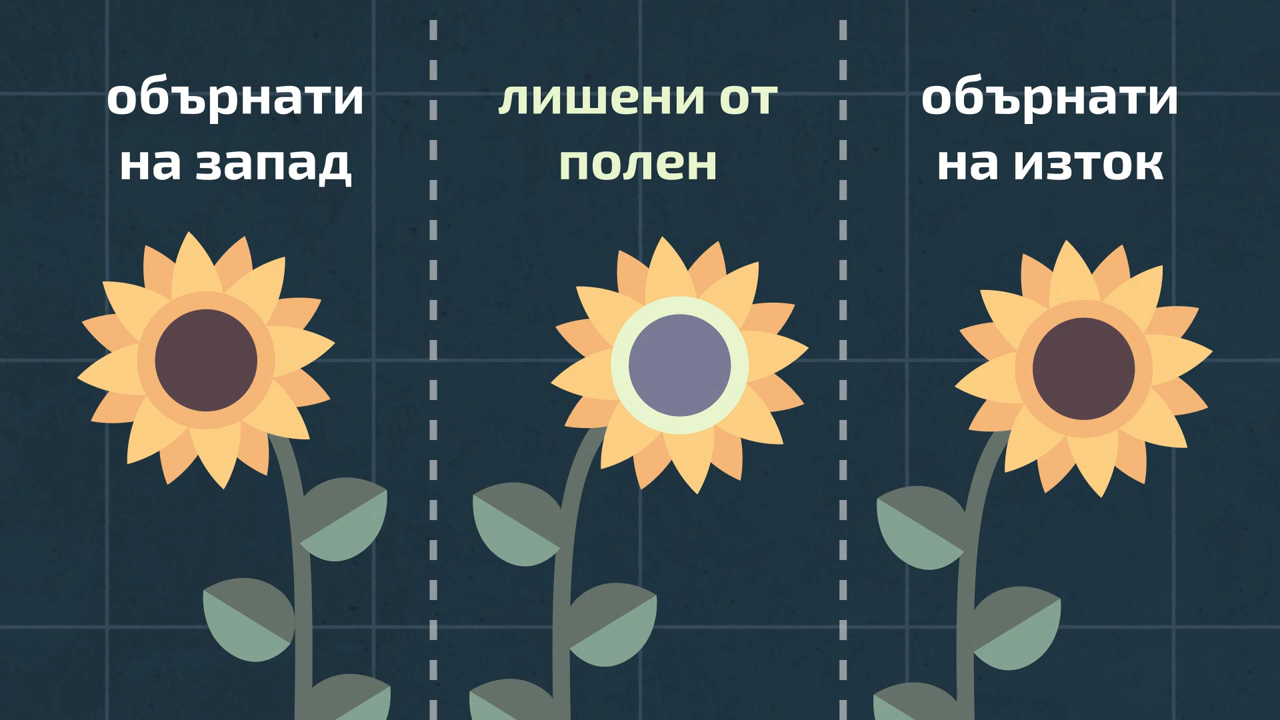 обърнати
на запад
лишени от
полен
обърнати
на изток